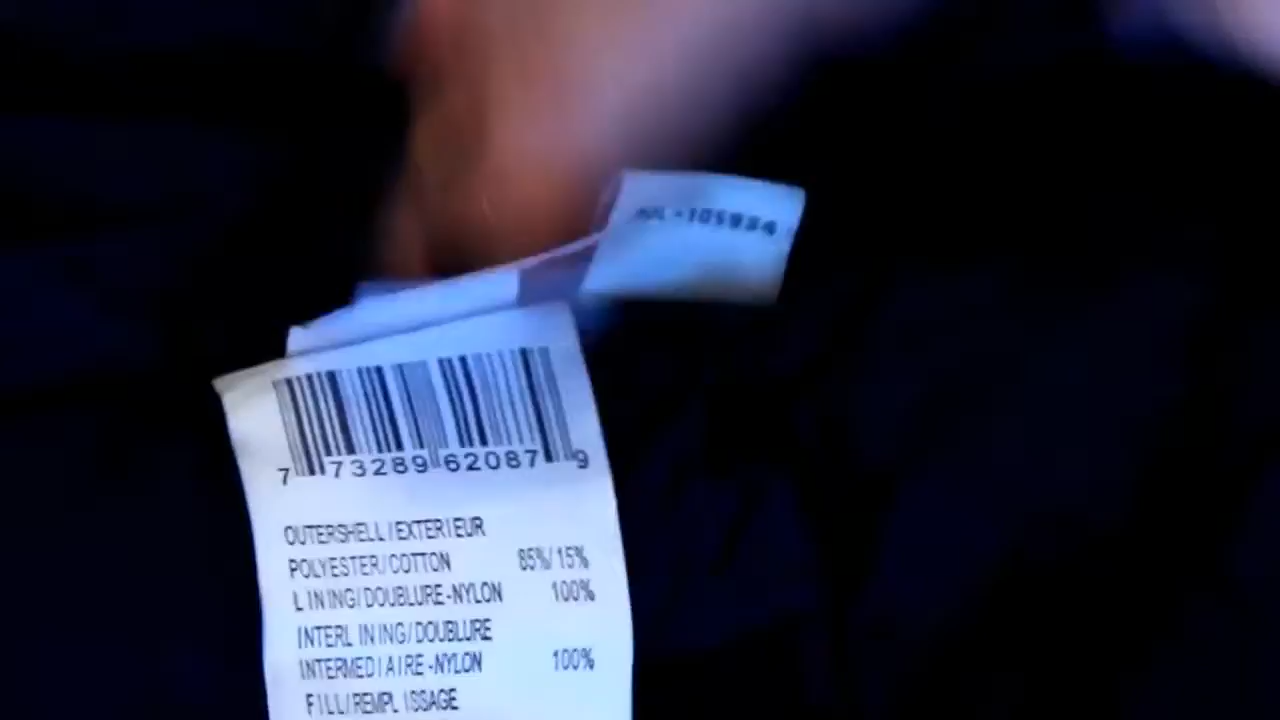 7 73289 62087 9
OUTERSHELL/EXTERIEUR
POLYESTER/COTTON 85%/15%
LINING/DOUBLURE-NYLON 100%
INTERLINING/DOUBLURE
INTERMEDIAIRE-NYLON 100%
FILL/REMPLISSAGE